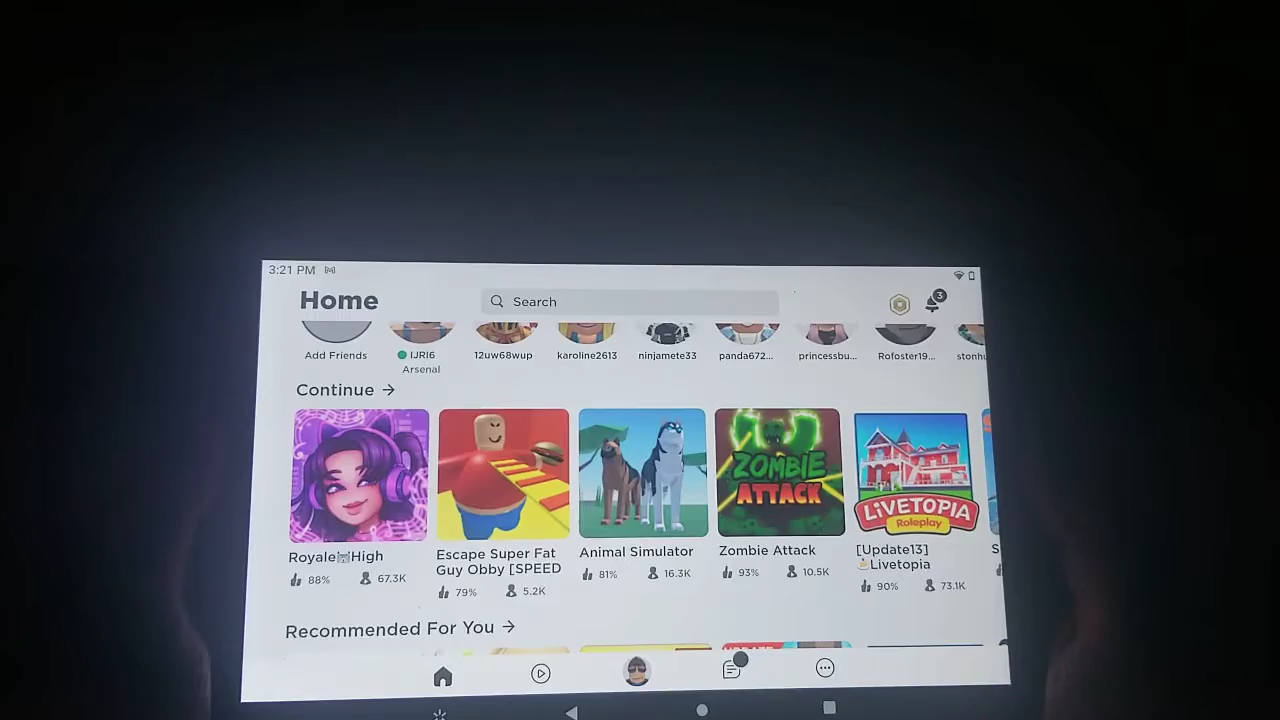 3:21 PM
Home
Search
3
Add Friends
IJRI6
12uw68wup
karoline2613
ninjamete33
panda672...
princessbu...
Rofoster19...
stonhu
Arsenal
Continue →
ZOMBIE
ATTACK
LIVETOPIA
Roleplay
Royale High
88% 67.3K
Escape Super Fat
Guy Obby [SPEED
79% 5.2K
Animal Simulator
81% 16.3K
Zombie Attack
93% 10.5K
[Update13]
Livetopia
90% 73.1K
S
Recommended For You →
UPDATE